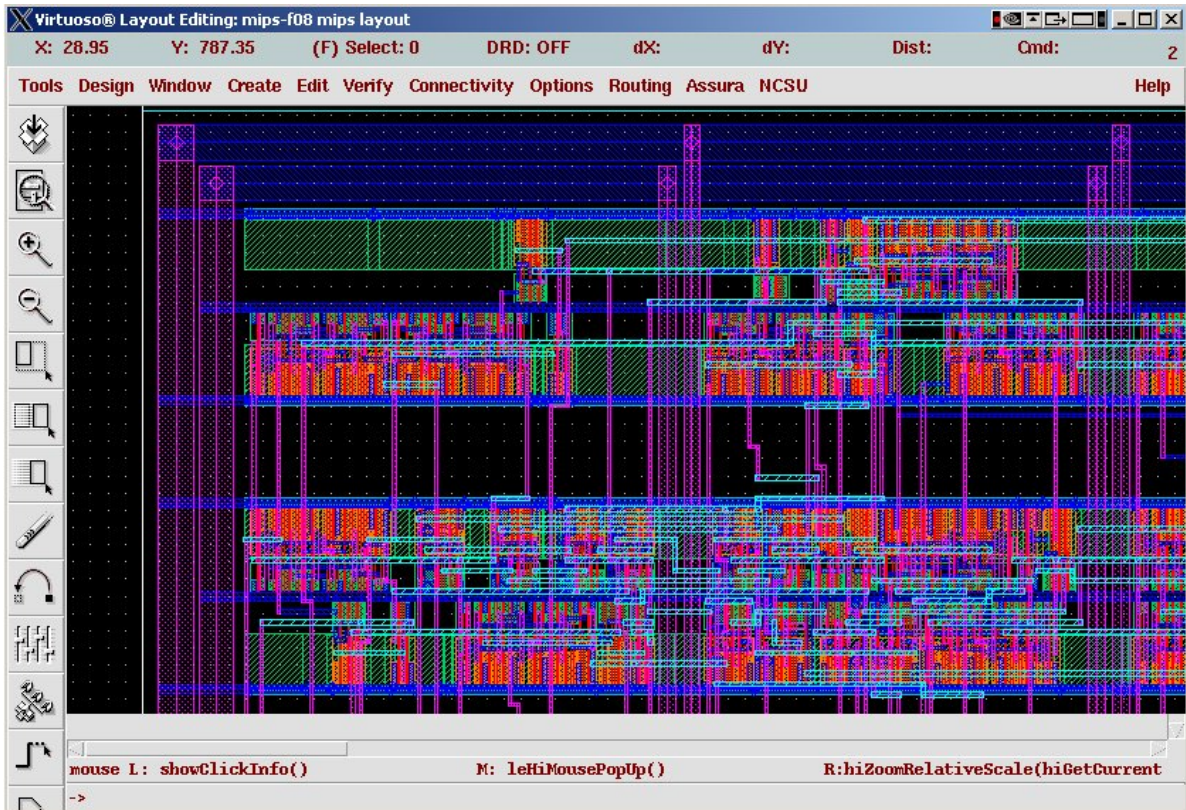 Virtuoso® Layout Editing: mips-f08 mips layout
X: 28.95 Y: 787.35 (F) Select: 0 DRD: OFF dX: dY: Dist: Cmd: 2
Tools Design Window Create Edit Verify Connectivity Options Routing Assura NCSU Help
mouse L: showClickInfo() M: leHiMousePopUp() R:hiZoomRelativeScale(hiGetCurrent
->